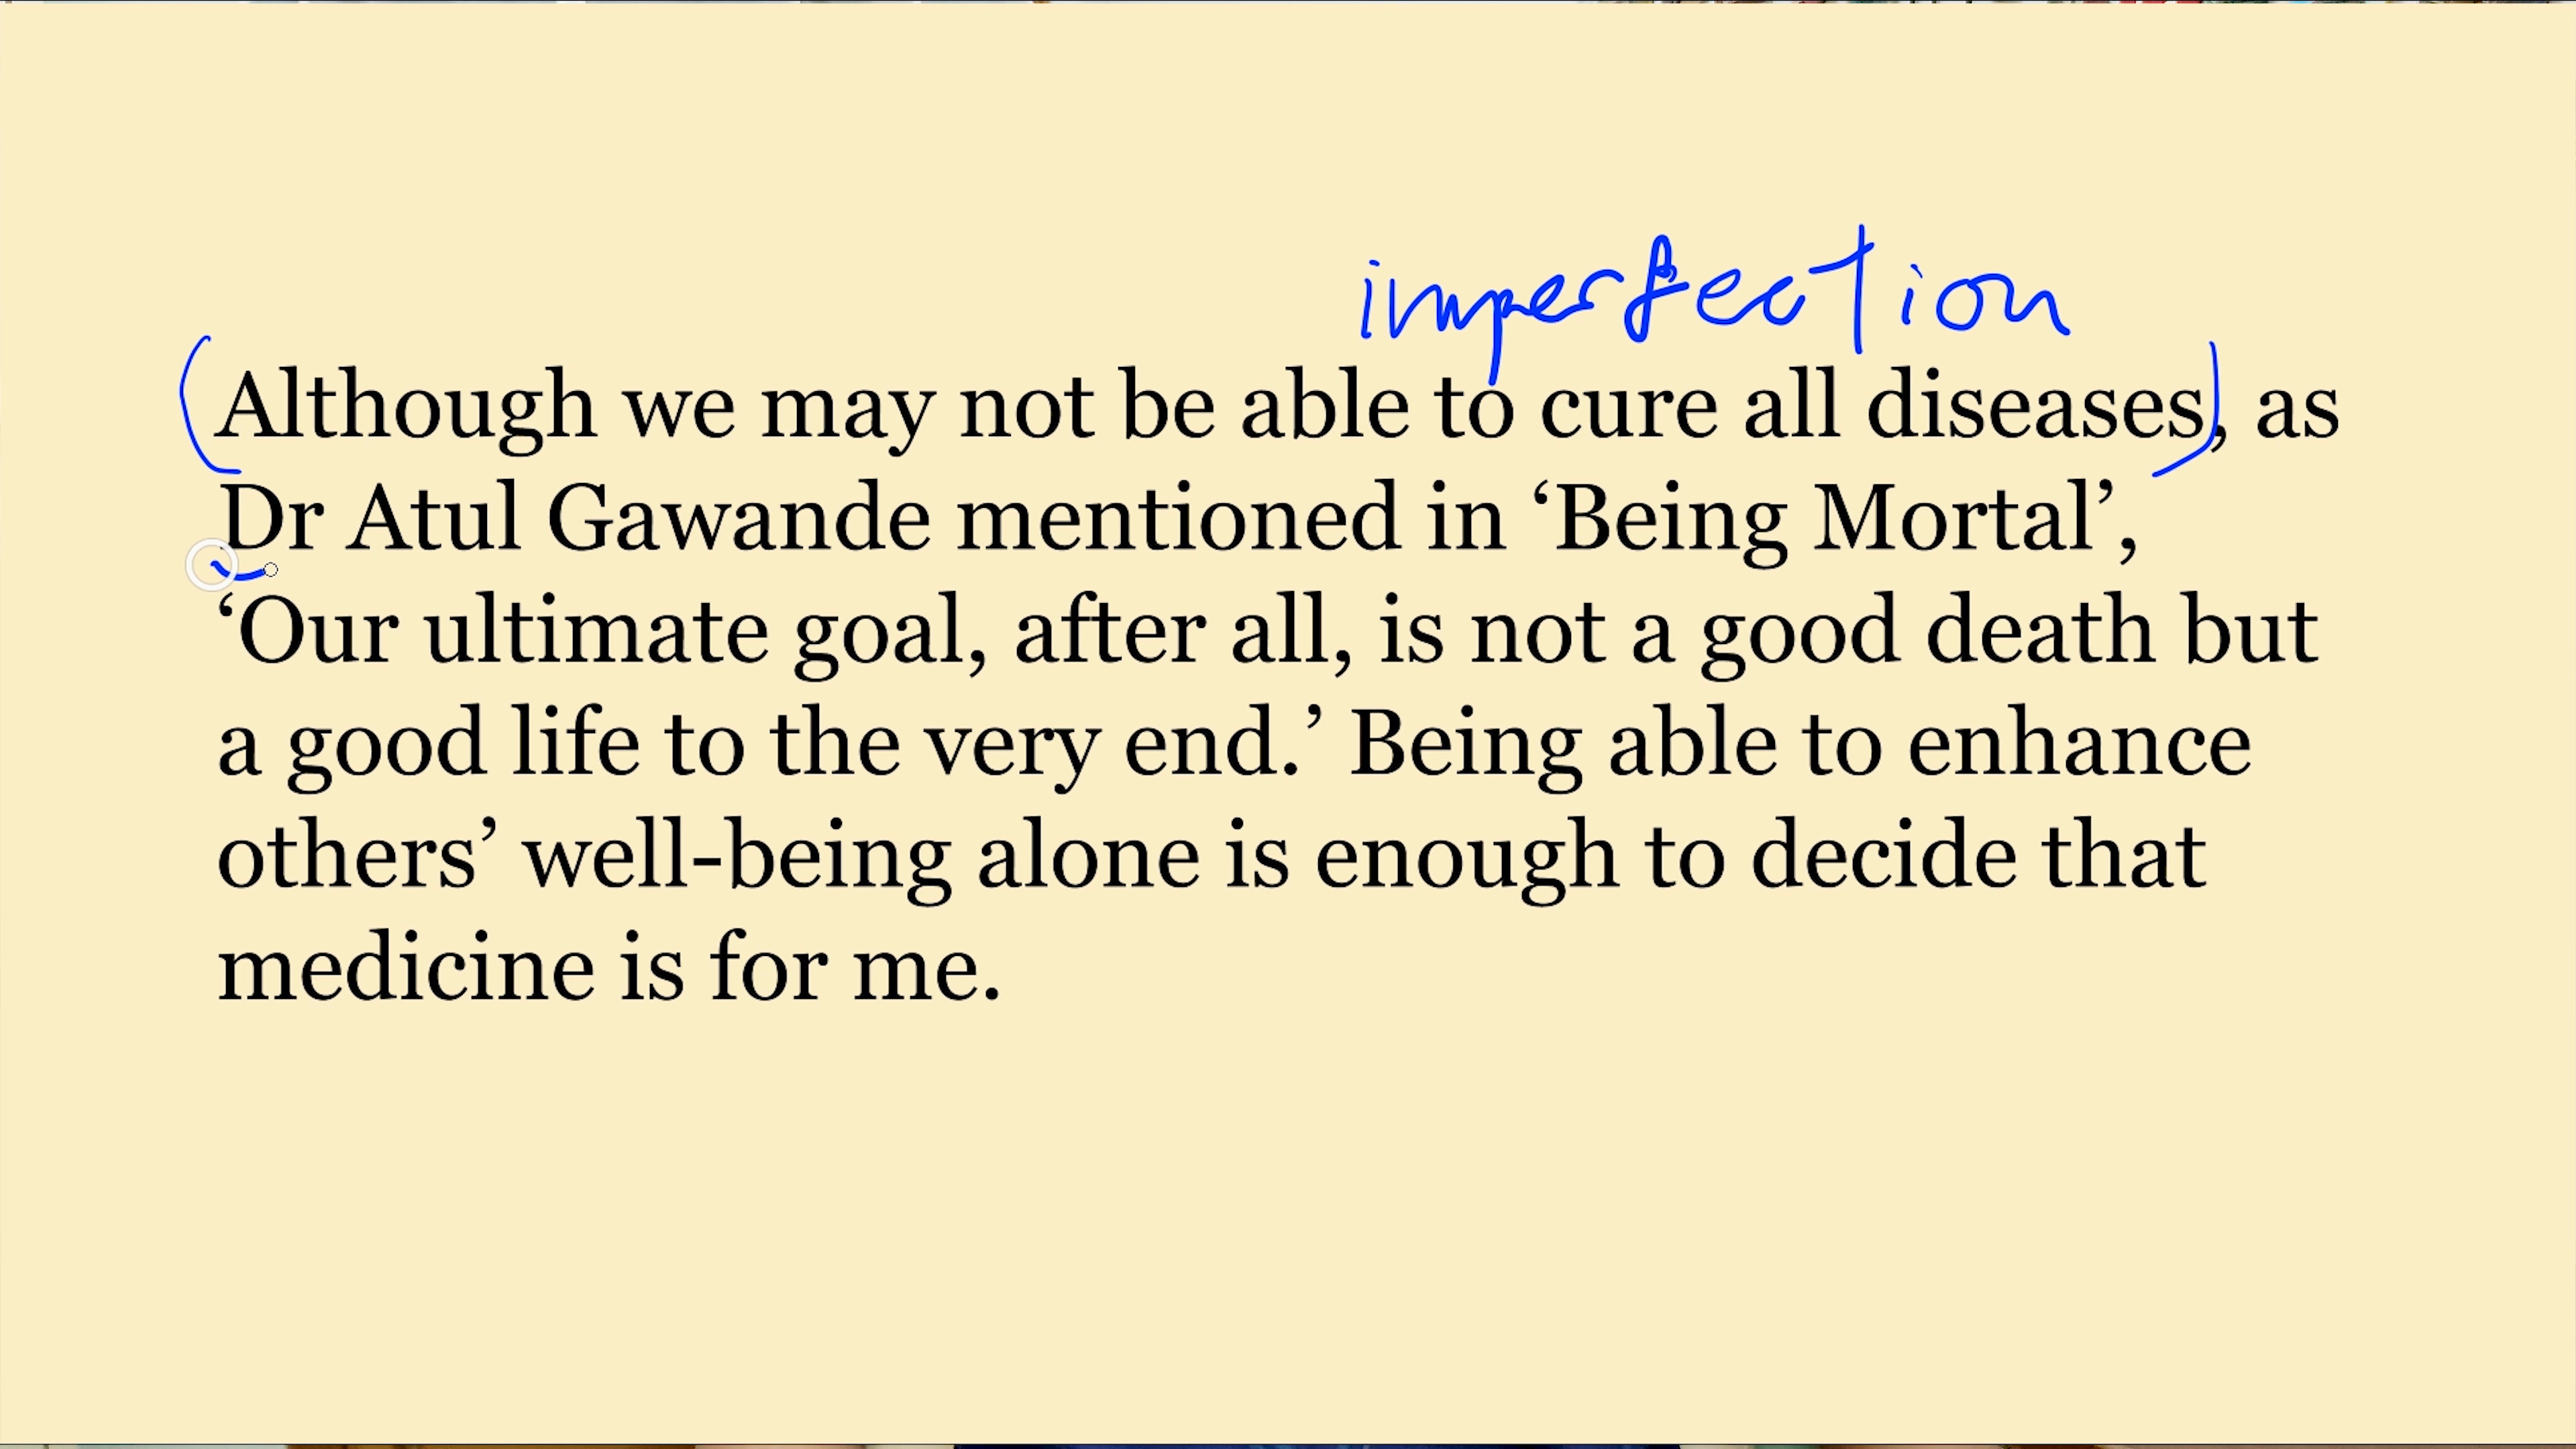 imperfection
(Although we may not be able to cure all diseases), as
Dr Atul Gawande mentioned in ‘Being Mortal’,
‘Our ultimate goal, after all, is not a good death but
a good life to the very end.’ Being able to enhance
others’ well-being alone is enough to decide that
medicine is for me.